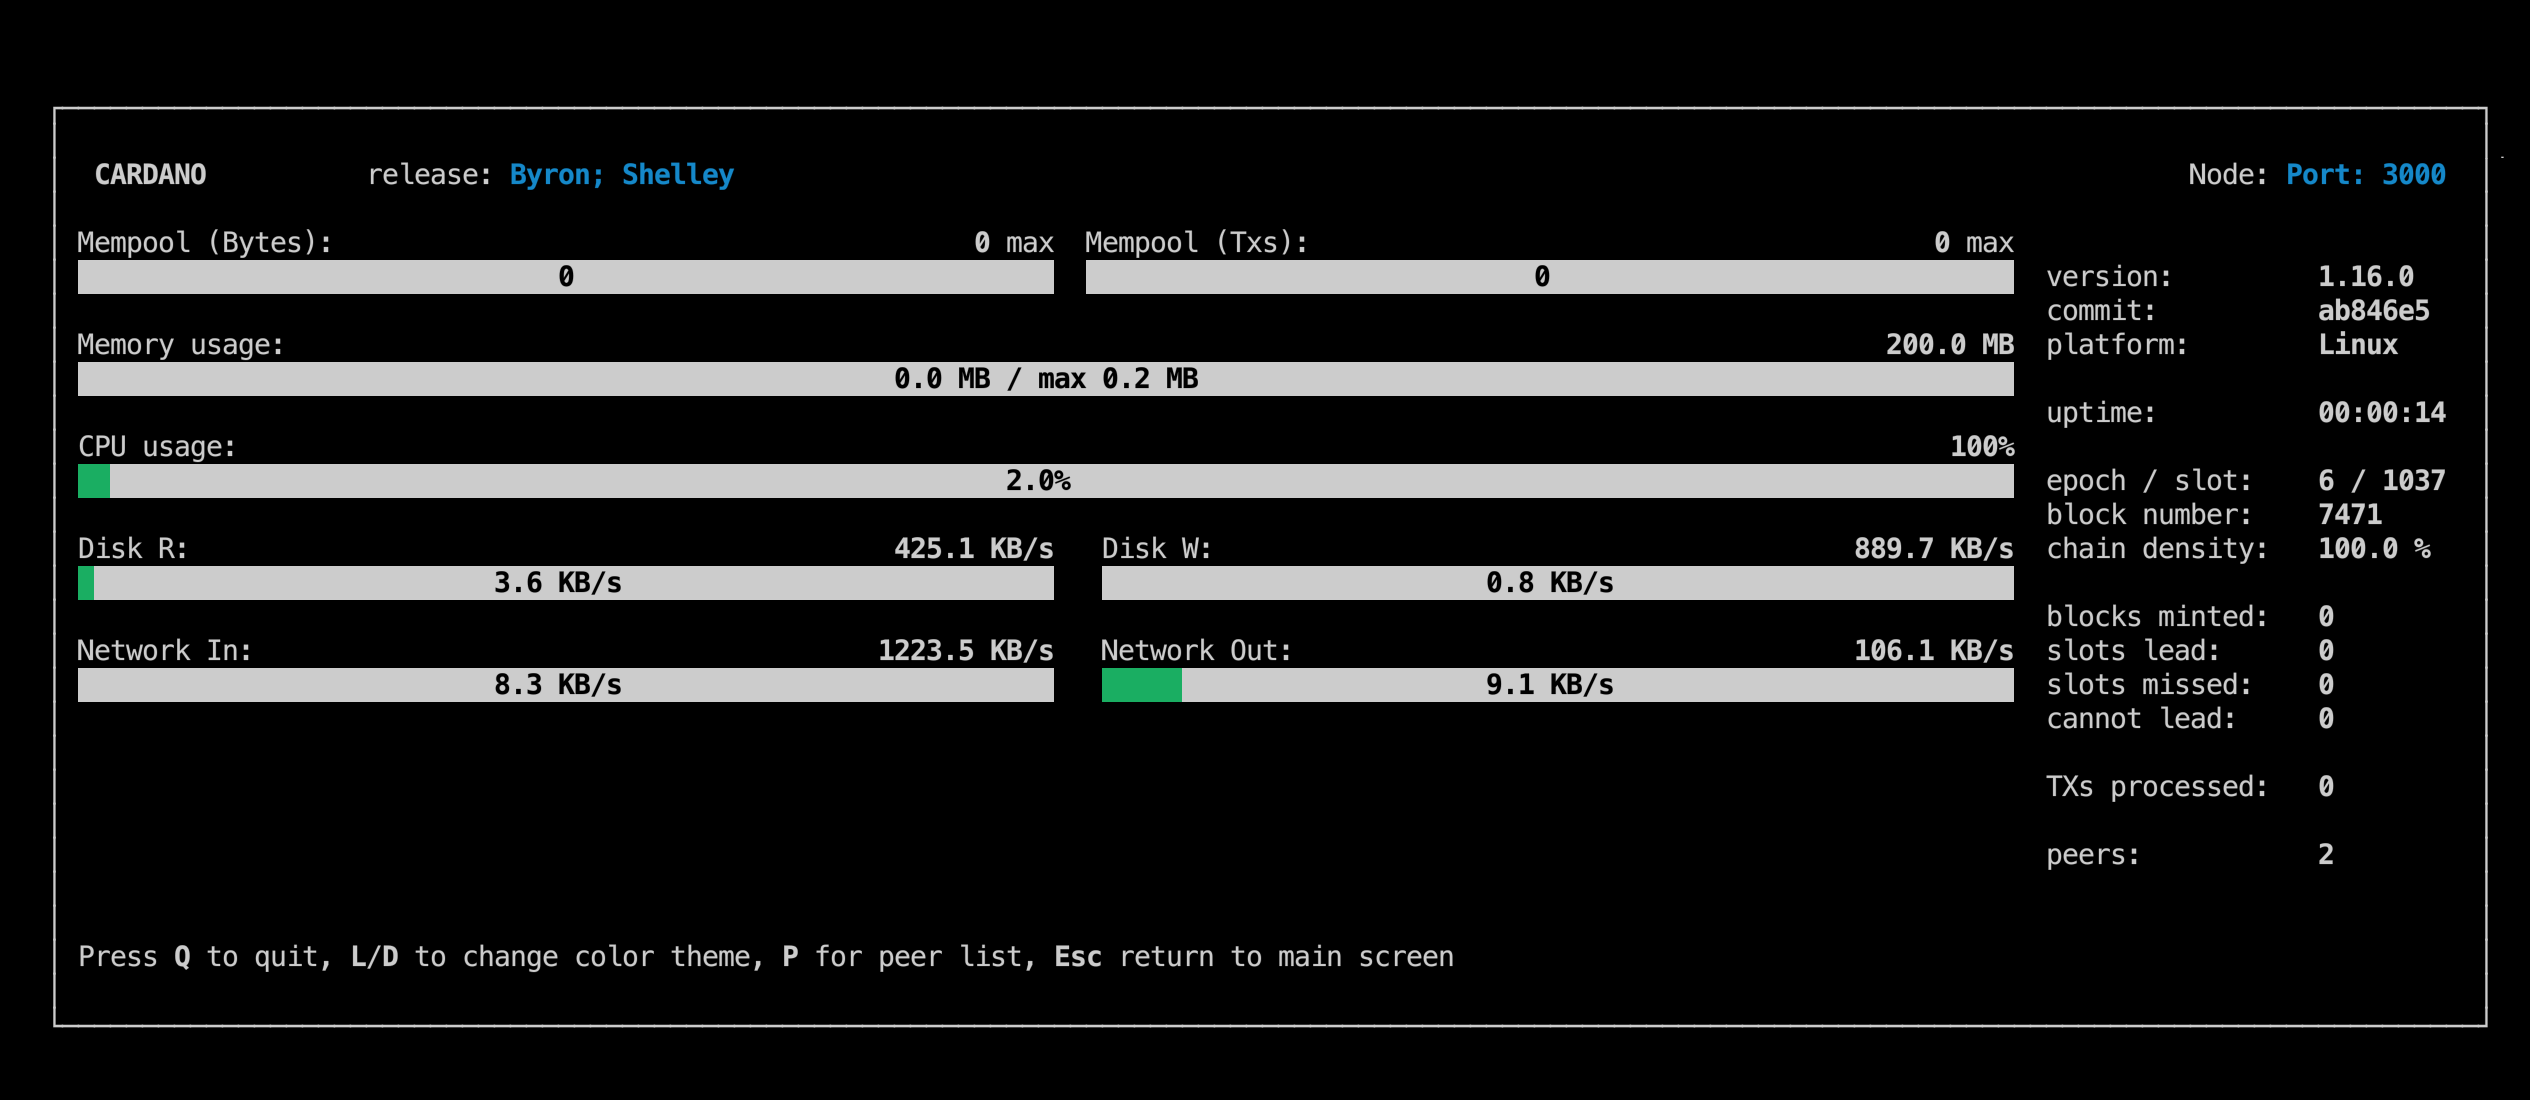 CARDANO release: Byron; Shelley Node: Port: 3000
Mempool (Bytes): 0 max Mempool (Txs): 0 max
0 0 version: 1.16.0
commit: ab846e5
Memory usage: 200.0 MB platform: Linux
0.0 MB / max 0.2 MB
uptime: 00:00:14
CPU usage: 100%
2.0% epoch / slot: 6 / 1037
block number: 7471
Disk R: 425.1 KB/s Disk W: 889.7 KB/s chain density: 100.0 %
3.6 KB/s 0.8 KB/s
blocks minted: 0
Network In: 1223.5 KB/s Network Out: 106.1 KB/s slots lead: 0
8.3 KB/s 9.1 KB/s slots missed: 0
cannot lead: 0
TXs processed: 0
peers: 2
Press Q to quit, L/D to change color theme, P for peer list, Esc return to main screen